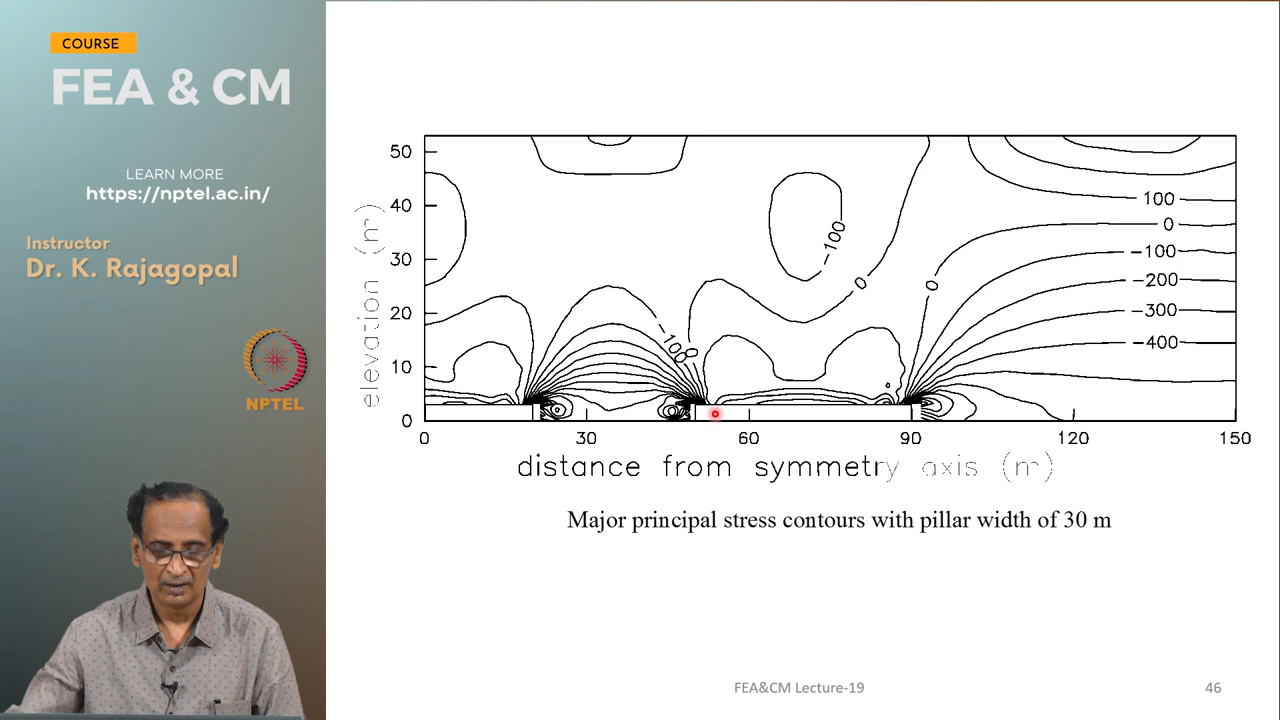 COURSE
FEA & CM
LEARN MORE
https://nptel.ac.in/
Instructor
Dr. K. Rajagopal
NPTEL
50
40
30
20
10
0
elevation (m)
0 30 60 90 120 150
distance from symmetry axis (m)
100
0
-100
-200
-300
-400
-100
0
0
-100
0
0
Major principal stress contours with pillar width of 30 m
FEA&CM Lecture-19
46